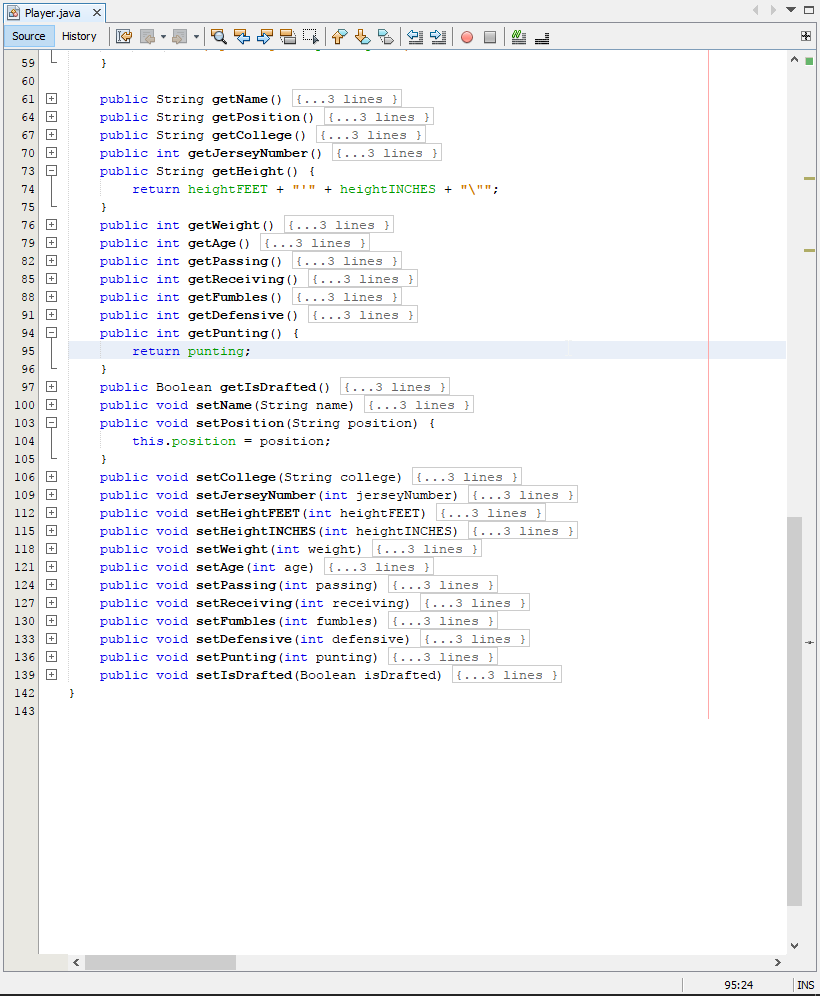 Player.java
Source History
59 }
60
61 public String getName() {...3 lines }
64 public String getPosition() {...3 lines }
67 public String getCollege() {...3 lines }
70 public int getJerseyNumber() {...3 lines }
73 public String getHeight() {
74 return heightFEET + "'" + heightINCHES + "\"";
75 }
76 public int getWeight() {...3 lines }
79 public int getAge() {...3 lines }
82 public int getPassing() {...3 lines }
85 public int getReceiving() {...3 lines }
88 public int getFumbles() {...3 lines }
91 public int getDefensive() {...3 lines }
94 public int getPunting() {
95 return punting;
96 }
97 public Boolean getIsDrafted() {...3 lines }
100 public void setName(String name) {...3 lines }
103 public void setPosition(String position) {
104 this.position = position;
105 }
106 public void setCollege(String college) {...3 lines }
109 public void setJerseyNumber(int jerseyNumber) {...3 lines }
112 public void setHeightFEET(int heightFEET) {...3 lines }
115 public void setHeightINCHES(int heightINCHES) {...3 lines }
118 public void setWeight(int weight) {...3 lines }
121 public void setAge(int age) {...3 lines }
124 public void setPassing(int passing) {...3 lines }
127 public void setReceiving(int receiving) {...3 lines }
130 public void setFumbles(int fumbles) {...3 lines }
133 public void setDefensive(int defensive) {...3 lines }
136 public void setPunting(int punting) {...3 lines }
139 public void setIsDrafted(Boolean isDrafted) {...3 lines }
142 }
143
95:24 INS